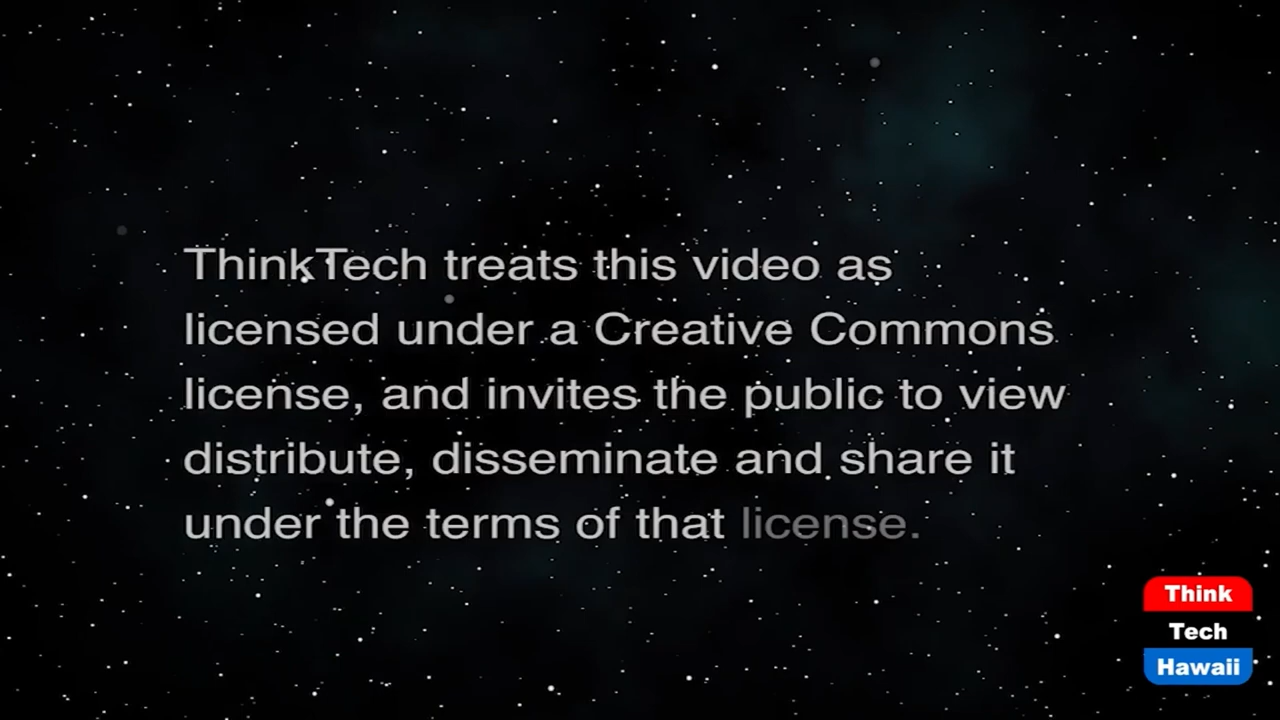 ThinkTech treats this video as
licensed under a Creative Commons
license, and invites the public to view
distribute, disseminate and share it
under the terms of that license.
Think
Tech
Hawaii